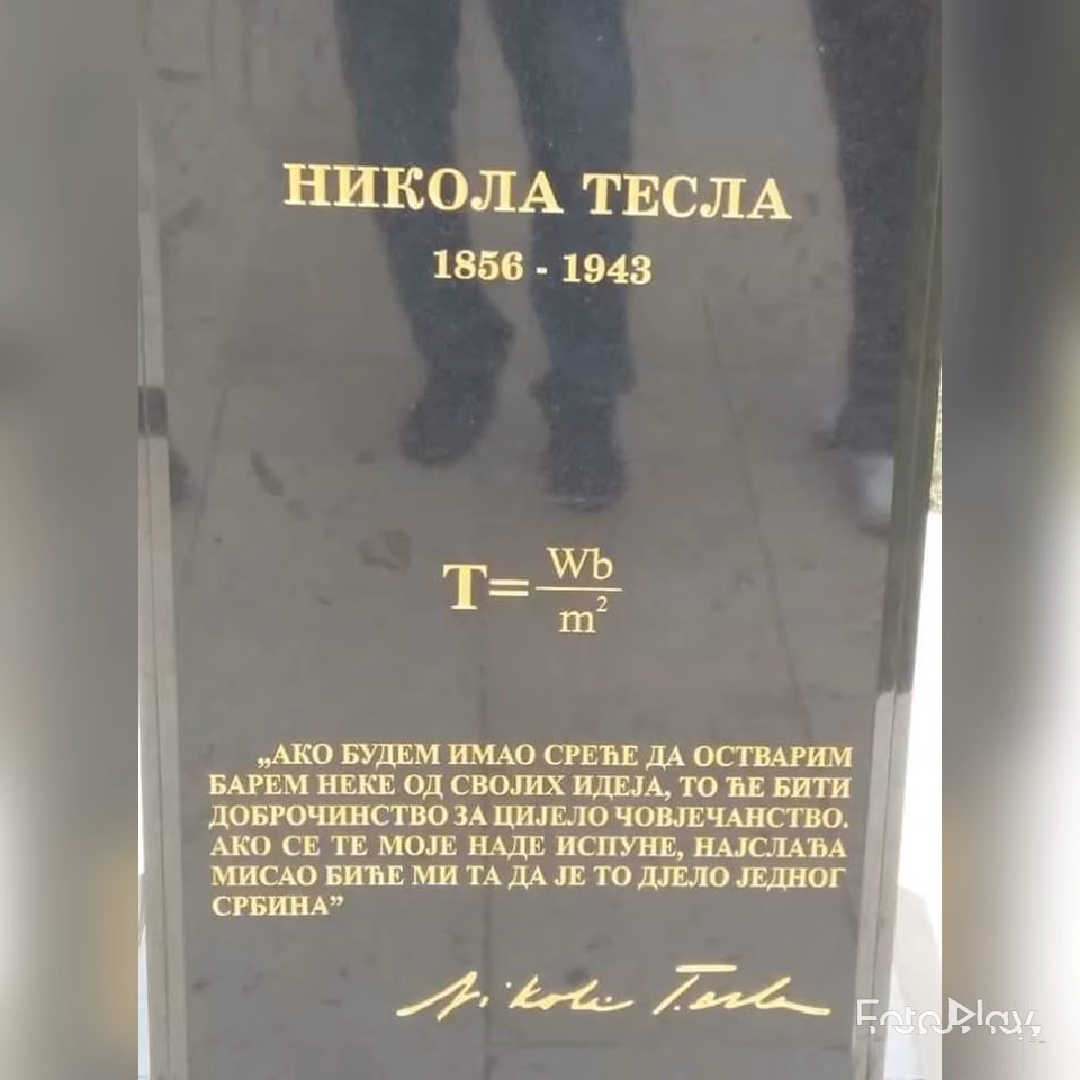 НИКОЛА ТЕСЛА
1856 - 1943
T= Wb
m²
„АКО БУДЕМ ИМАО СРЕЋЕ ДА ОСТВАРИМ
БАРЕМ НЕКЕ ОД СВОЈИХ ИДЕЈА, ТО ЋЕ БИТИ
ДОБРОЧИНСТВО ЗА ЦИЈЕЛО ЧОВЈЕЧАНСТВО.
АКО СЕ ТЕ МОЈЕ НАДЕ ИСПУНЕ, НАЈСЛАЂА
МИСАО БИЋЕ МИ ТА ДА ЈЕ ТО ДЈЕЛО ЈЕДНОГ
СРБИНА”
Nikola Tesla
FotoPlay